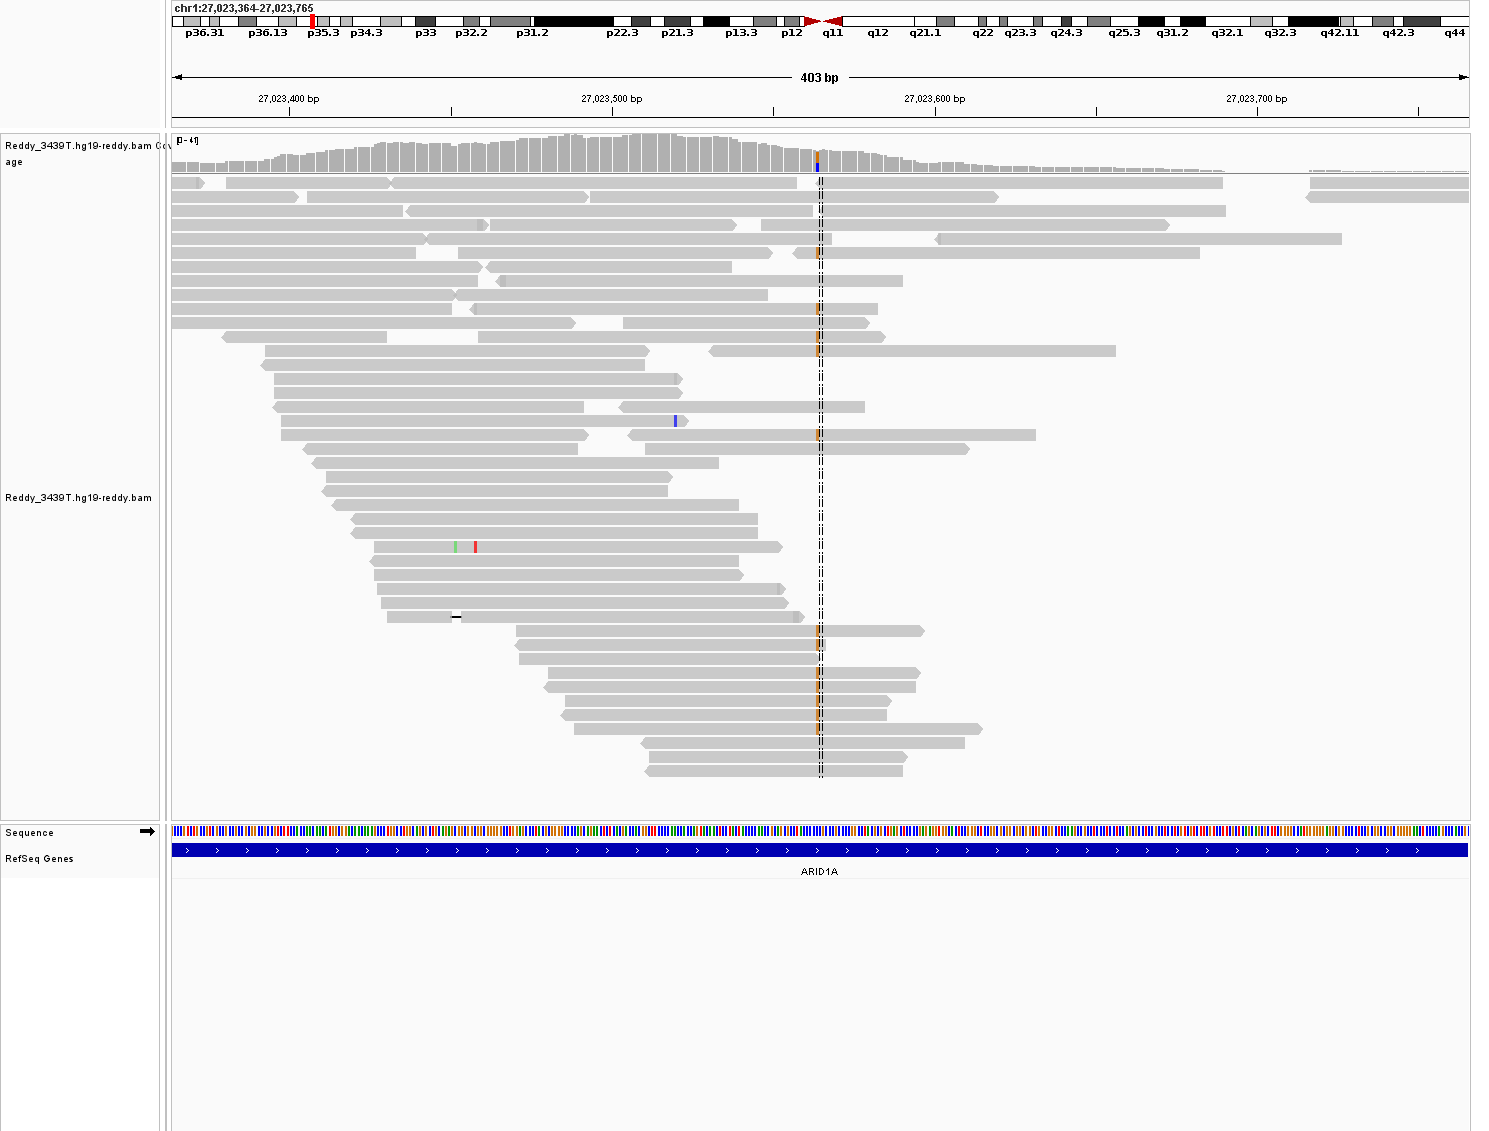 chr1:27,023,364-27,023,765
p36.31 p36.13 p35.3 p34.3 p33 p32.2 p31.2 p22.3 p21.3 p13.3 p12 q11 q12 q21.1 q22 q23.3 q24.3 q25.3 q31.2 q32.1 q32.3 q42.11 q42.3 q44
403 bp
27,023,400 bp 27,023,500 bp 27,023,600 bp 27,023,700 bp
[0 - 41]
Reddy_3439T.hg19-reddy.bam Cov
age
Reddy_3439T.hg19-reddy.bam
Sequence
RefSeq Genes
ARID1A